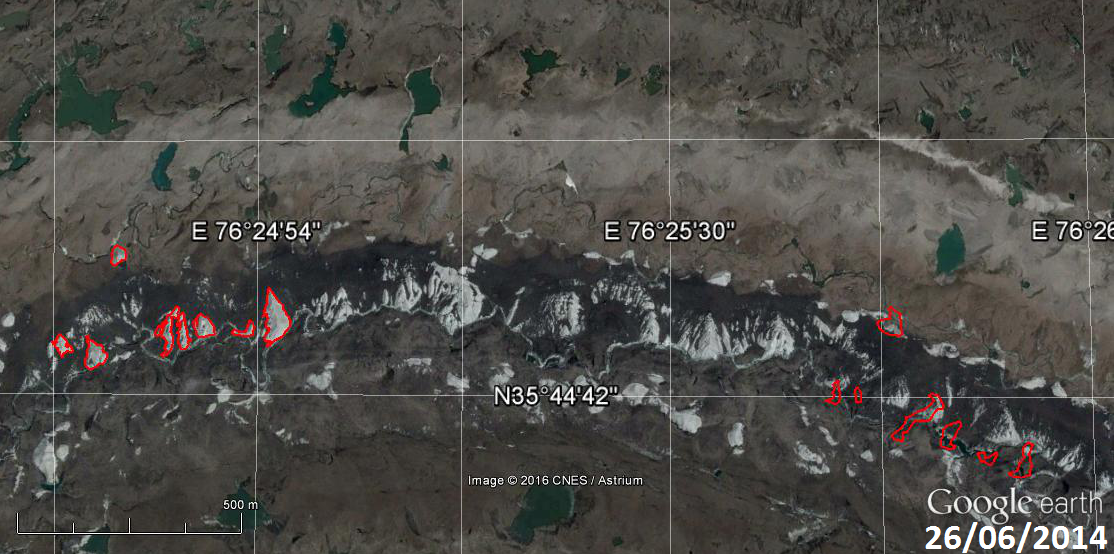 E 76°24'54"
E 76°25'30"
E 76°26
N35°44'42"
Image © 2016 CNES / Astrium
500 m
Google earth
26/06/2014